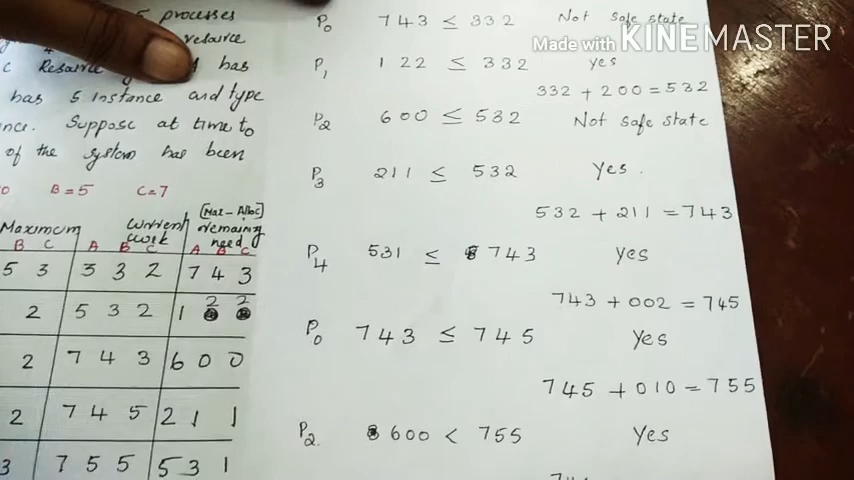 5 processes
resource
C Resource has
has 5 instance and type
nce. Suppose at time to
of the system has been
0 B=5 C=7
[Max - Alloc]
Maximum Current remaining
work need
B C A B C A B C
5 3 3 3 2 7 4 3
2 5 3 2 1 2 2
2 7 4 3 6 0 0
2 7 4 5 2 1 1
3 7 5 5 5 3 1
P0 743 ≤ 332 Not safe state
P1 122 ≤ 332 yes
332 + 200 = 532
P2 600 ≤ 532 Not safe state
P3 211 ≤ 532 Yes.
532 + 211 = 743
P4 531 ≤ 743 Yes
743 + 002 = 745
P0 743 ≤ 745 Yes
745 + 010 = 755
P2. 600 < 755 Yes
Made with KINEMASTER